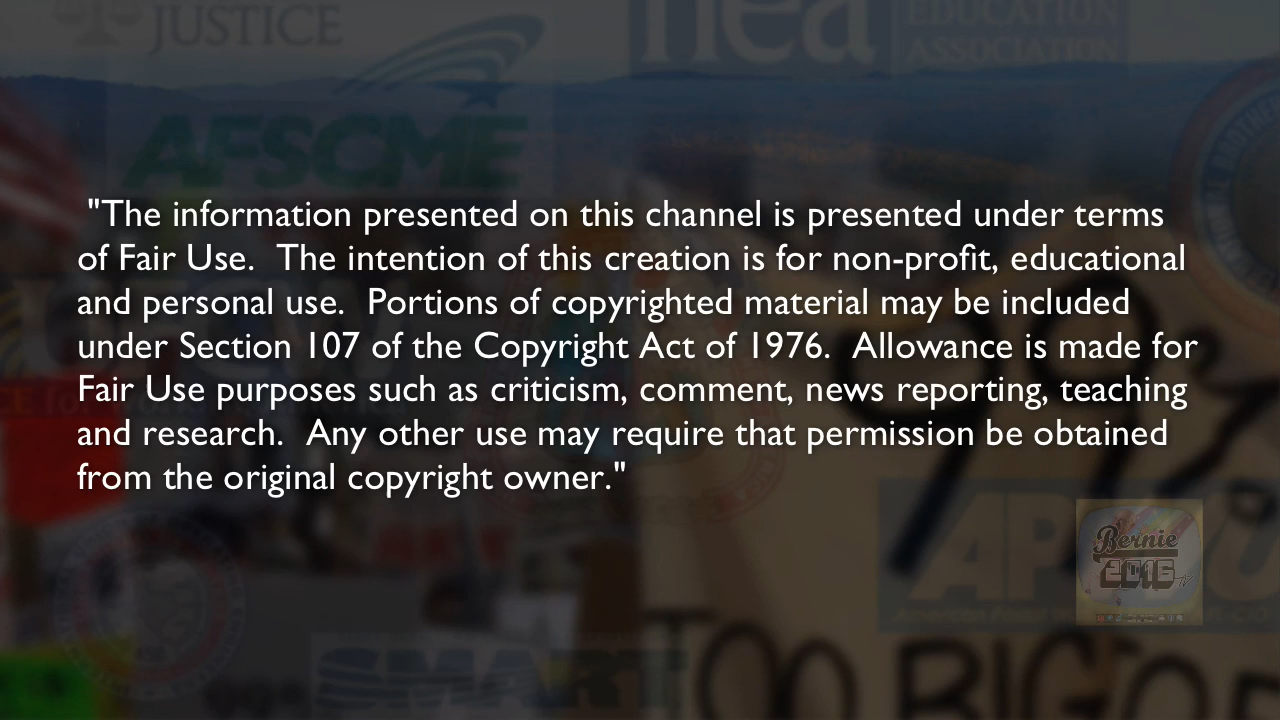 JUSTICE
nea
EDUCATION
ASSOCIATION
AFSCME
"The information presented on this channel is presented under terms
of Fair Use.  The intention of this creation is for non-profit, educational
and personal use.  Portions of copyrighted material may be included
under Section 107 of the Copyright Act of 1976.  Allowance is made for
Fair Use purposes such as criticism, comment, news reporting, teaching
and research.  Any other use may require that permission be obtained
from the original copyright owner."
Bernie
2016
TV
SMART
TOO BIG